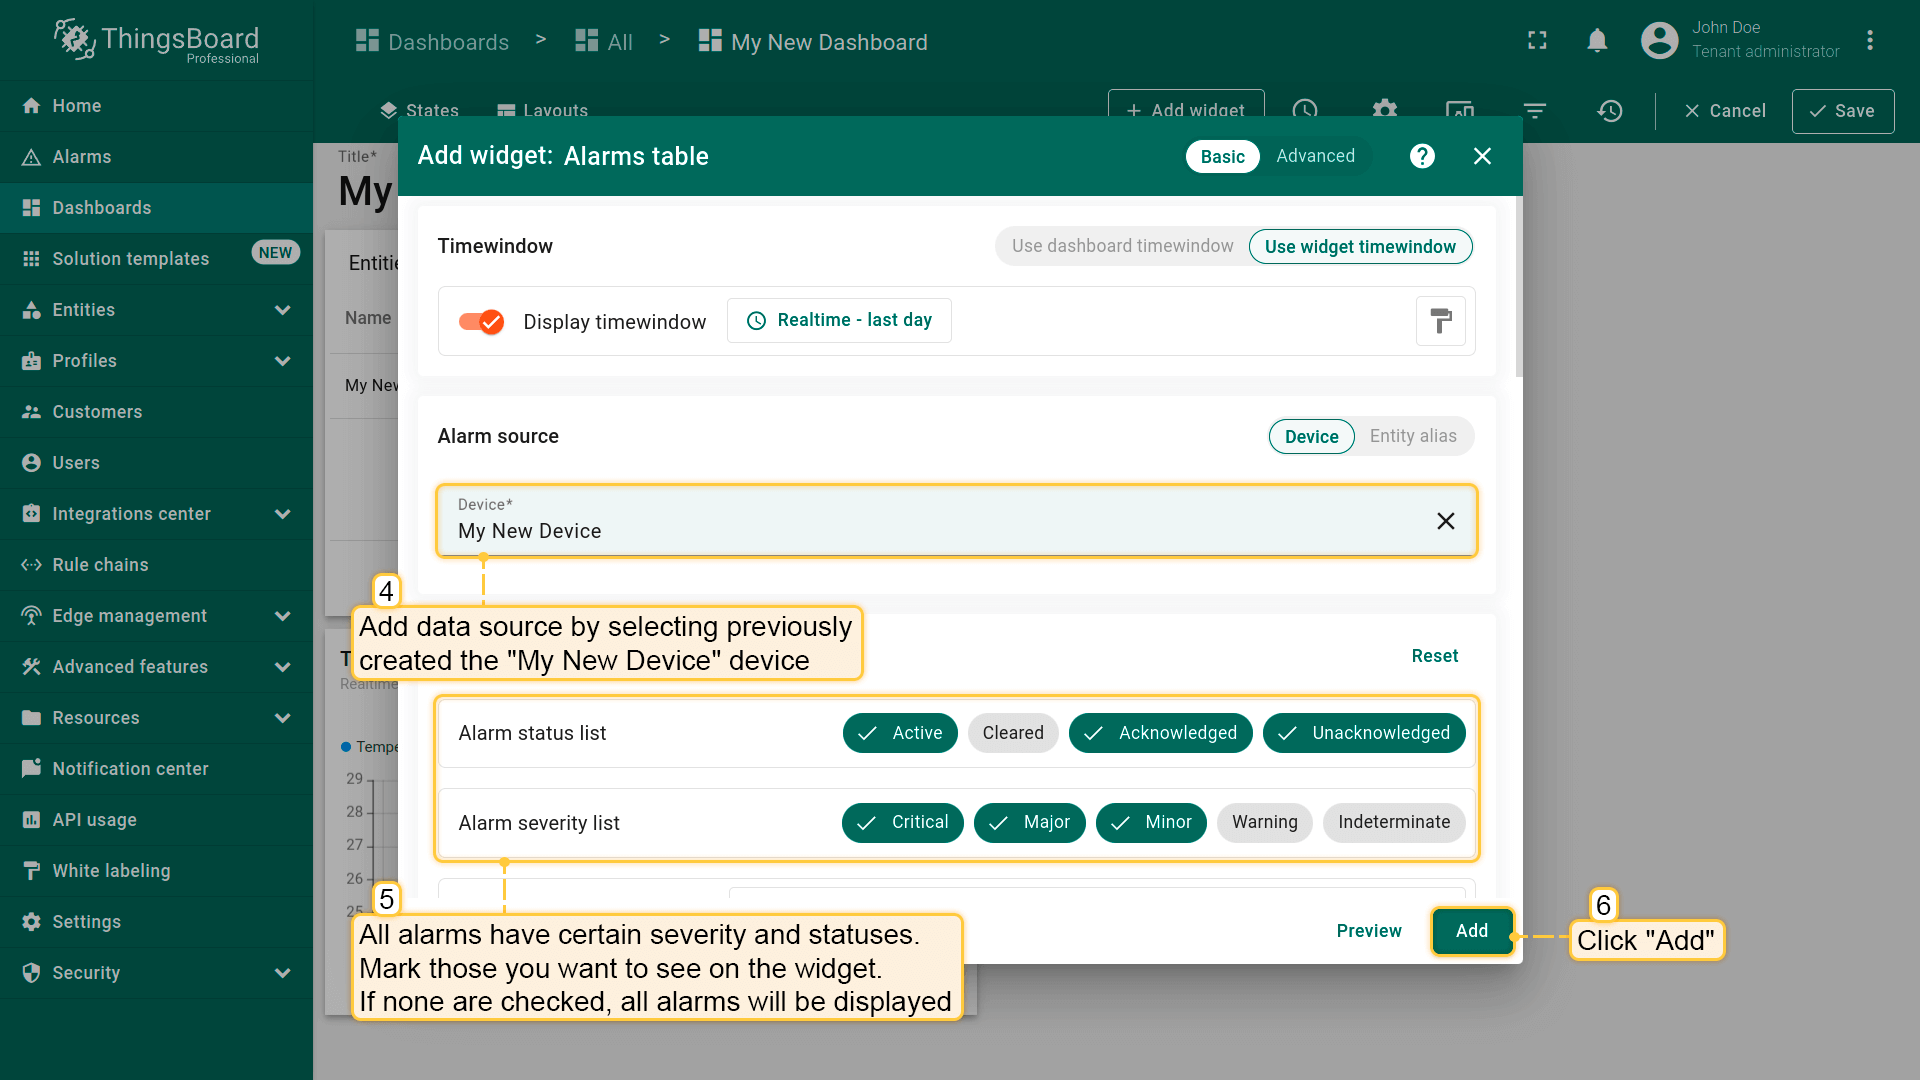 ThingsBoard
Professional
Dashboards > All > My New Dashboard
John Doe
Tenant administrator
Home
Alarms
Dashboards
Solution templates NEW
Entities
Profiles
Customers
Users
Integrations center
Rule chains
Edge management
Advanced features
Resources
Notification center
API usage
White labeling
Settings
Security
States Layouts + Add widget Cancel Save
Title*
My
Entitie
Name
My New
T
Realtime
Tempe
29
28
27
26
25
Add widget: Alarms table Basic Advanced ?
Timewindow Use dashboard timewindow Use widget timewindow
Display timewindow Realtime - last day
Alarm source Device Entity alias
Device*
My New Device
4
Add data source by selecting previously
created the "My New Device" device
Reset
Alarm status list Active Cleared Acknowledged Unacknowledged
Alarm severity list Critical Major Minor Warning Indeterminate
5
All alarms have certain severity and statuses.
Mark those you want to see on the widget.
If none are checked, all alarms will be displayed
Preview Add
6
Click "Add"